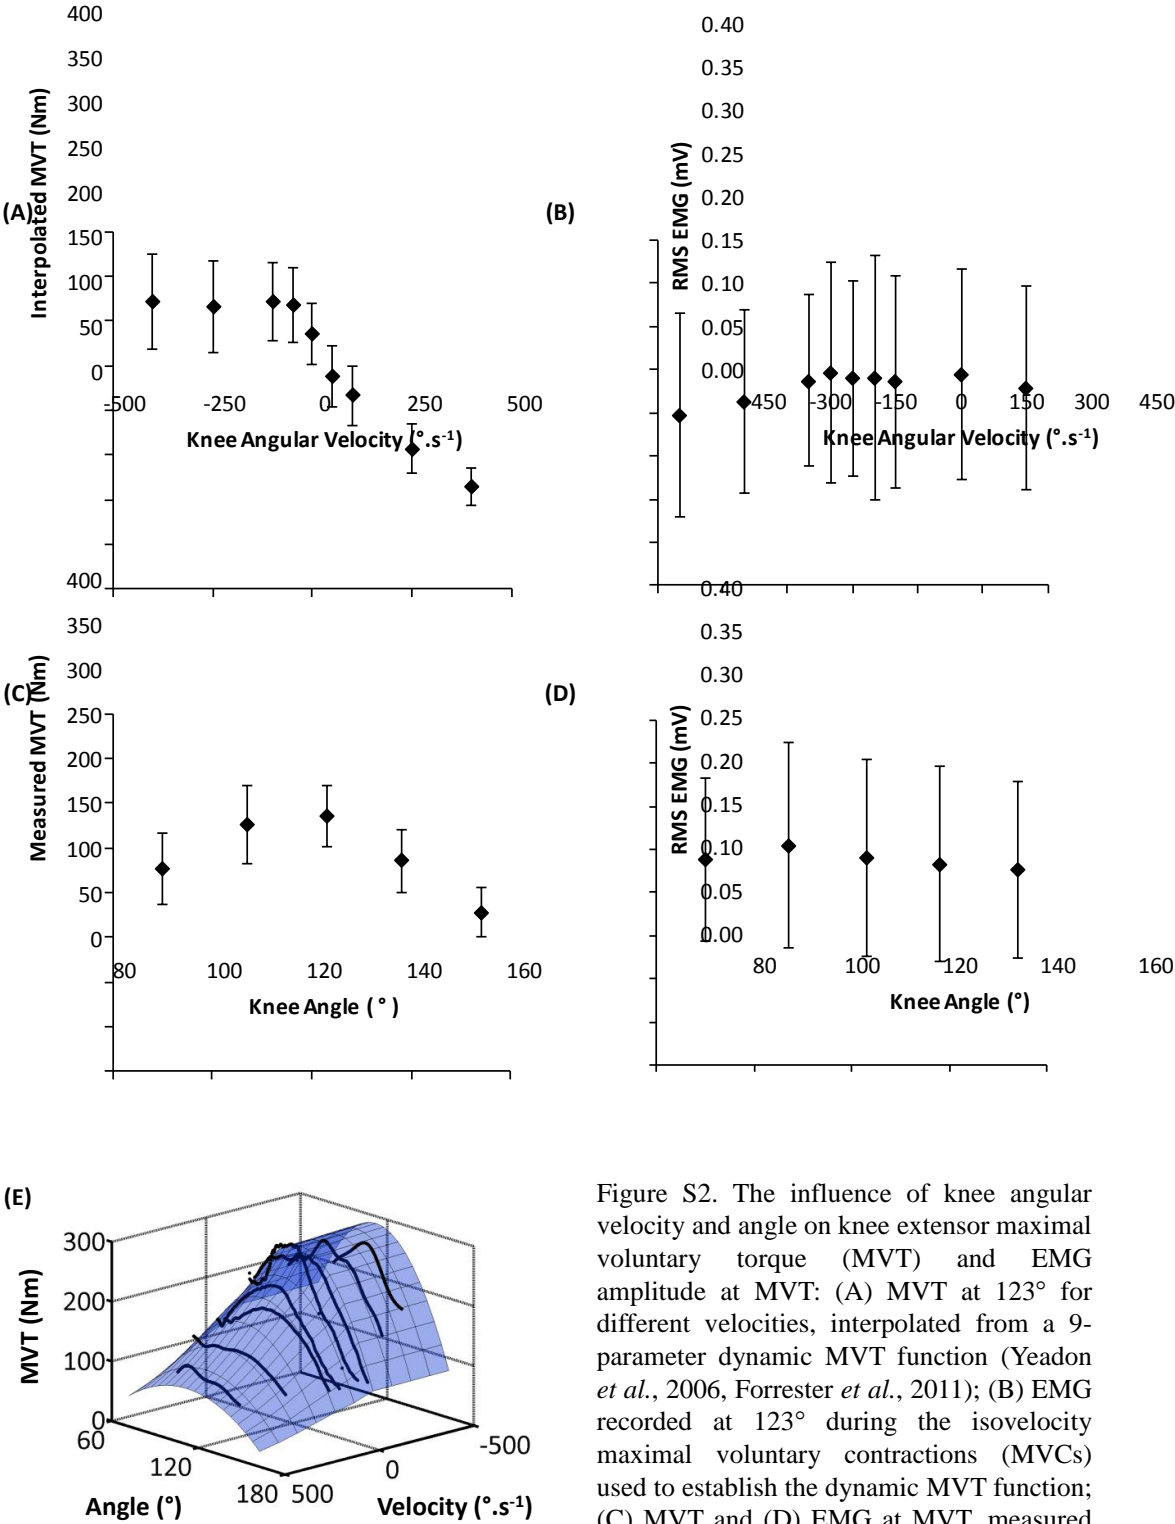 (A)
Interpolated MVT (Nm)
400
350
300
250
200
150
100
50
0
-500 -250 0 250 500
Knee Angular Velocity (°.s-1)
(B)
RMS EMG (mV)
0.40
0.35
0.30
0.25
0.20
0.15
0.10
0.05
0.00
-450 -300 -150 0 150 300 450
Knee Angular Velocity (°.s-1)
(C)
Measured MVT (Nm)
400
350
300
250
200
150
100
50
0
80 100 120 140 160
Knee Angle ( ° )
(D)
RMS EMG (mV)
0.40
0.35
0.30
0.25
0.20
0.15
0.10
0.05
0.00
80 100 120 140 160
Knee Angle (°)
(E)
MVT (Nm)
300
200
100
0
60
120
180
Angle (°)
500
0
-500
Velocity (°.s-1)
Figure S2. The influence of knee angular
velocity and angle on knee extensor maximal
voluntary torque (MVT) and EMG
amplitude at MVT: (A) MVT at 123° for
different velocities, interpolated from a 9-
parameter dynamic MVT function (Yeadon
et al., 2006, Forrester et al., 2011); (B) EMG
recorded at 123° during the isovelocity
maximal voluntary contractions (MVCs)
used to establish the dynamic MVT function;
(C) MVT and (D) EMG at MVT, measured